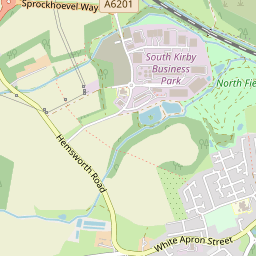 Sprockhoevel Way
A6201
South Kirby
Business
Park
North Fie
Hemsworth Road
White Apron Street